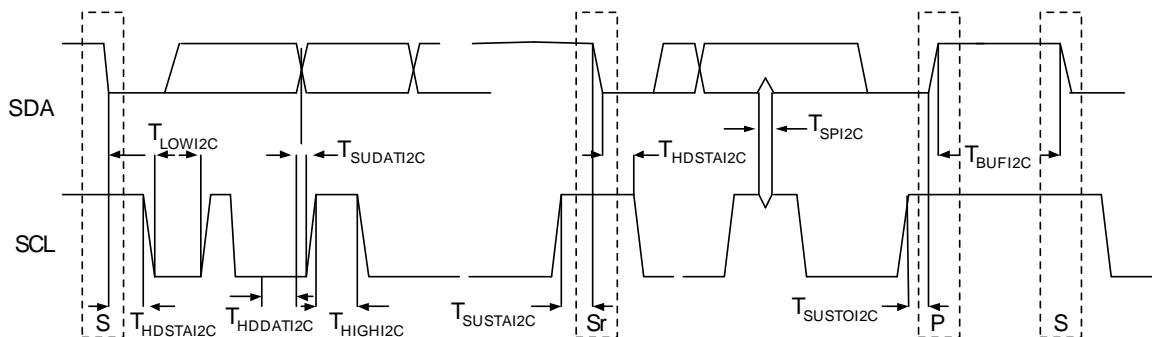 SDA
T_LOWI2C
T_SUDATI2C
T_HDSTAI2C
T_SPI2C
T_BUFI2C
SCL
S
T_HDSTAI2C
T_HDDATI2C
T_HIGHI2C
T_SUSTAI2C
Sr
T_SUSTOI2C
P
S